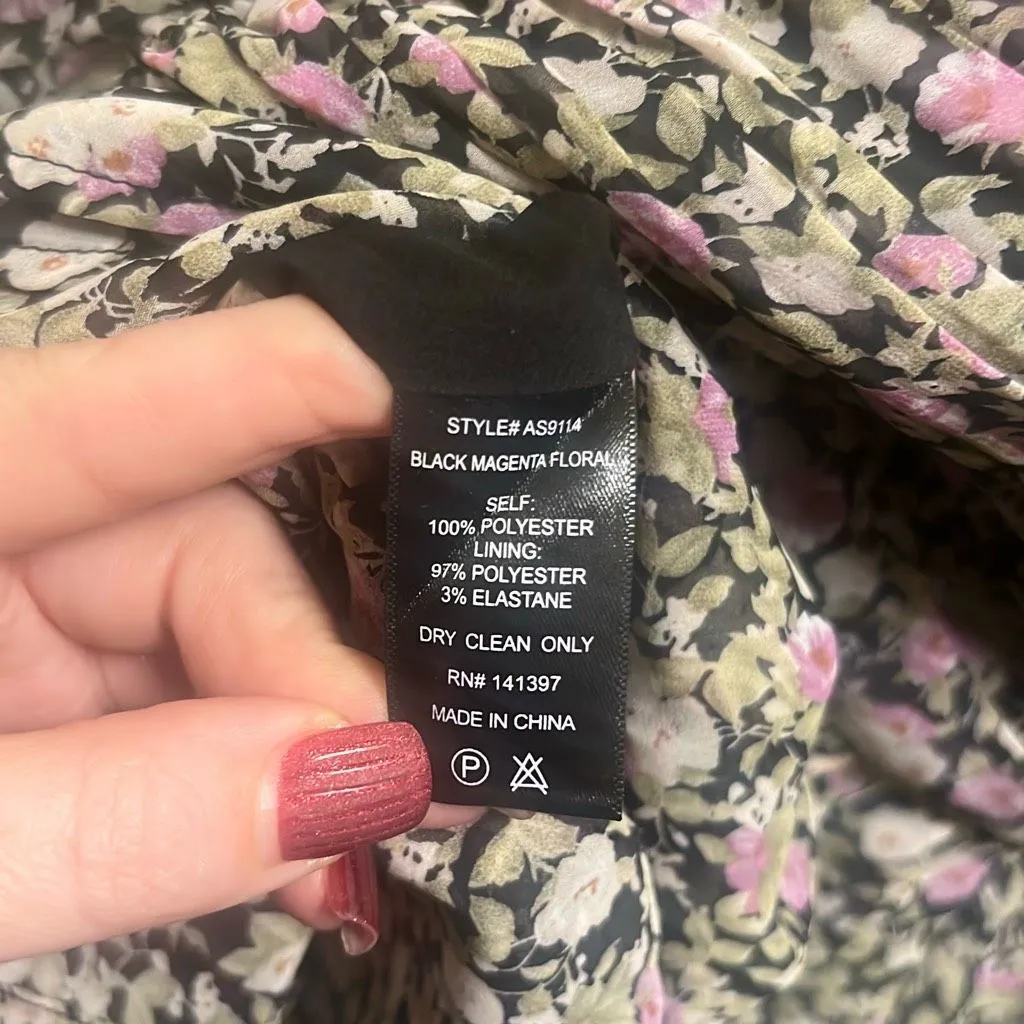 STYLE# AS9114
BLACK MAGENTA FLORAL
SELF:
100% POLYESTER
LINING:
97% POLYESTER
3% ELASTANE
DRY CLEAN ONLY
RN# 141397
MADE IN CHINA
P